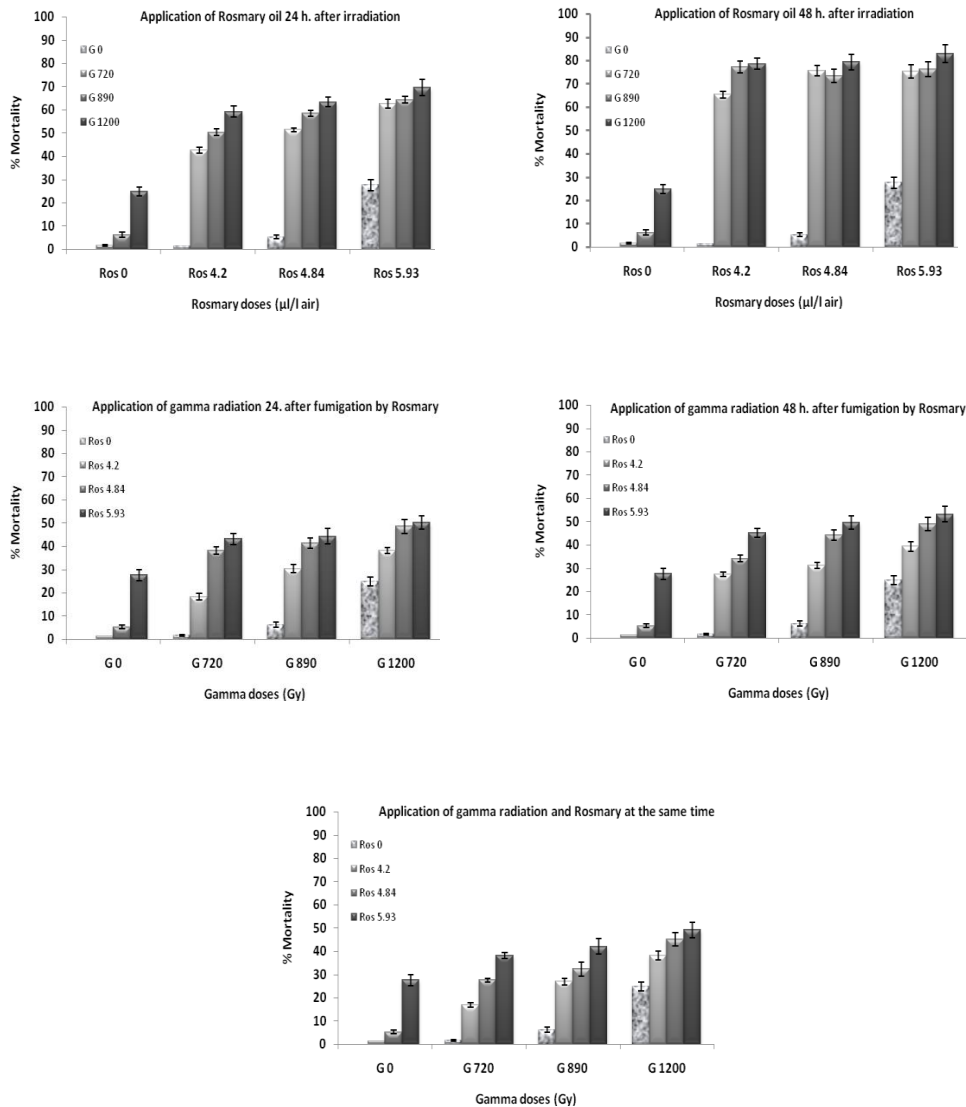 Application of Rosmary oil 24 h. after irradiation
100
90
80
70
60
50
40
30
20
10
0
% Mortality
G 0
G 720
G 890
G 1200
Ros 0 Ros 4.2 Ros 4.84 Ros 5.93
Rosmary doses (µl/l air)
Application of Rosmary oil 48 h. after irradiation
100
90
80
70
60
50
40
30
20
10
0
% Mortality
G 0
G 720
G 890
G 1200
Ros 0 Ros 4.2 Ros 4.84 Ros 5.93
Rosmary doses (µl/l air)
Application of gamma radiation 24. after fumigation by Rosmary
100
90
80
70
60
50
40
30
20
10
0
% Mortality
Ros 0
Ros 4.2
Ros 4.84
Ros 5.93
G 0 G 720 G 890 G 1200
Gamma doses (Gy)
Application of gamma radiation 48 h. after fumigation by Rosmary
100
90
80
70
60
50
40
30
20
10
0
% Mortality
Ros 0
Ros 4.2
Ros 4.84
Ros 5.93
G 0 G 720 G 890 G 1200
Gamma doses (Gy)
Application of gamma radiation and Rosmary at the same time
100
90
80
70
60
50
40
30
20
10
0
% Mortality
Ros 0
Ros 4.2
Ros 4.84
Ros 5.93
G 0 G 720 G 890 G 1200
Gamma doses (Gy)